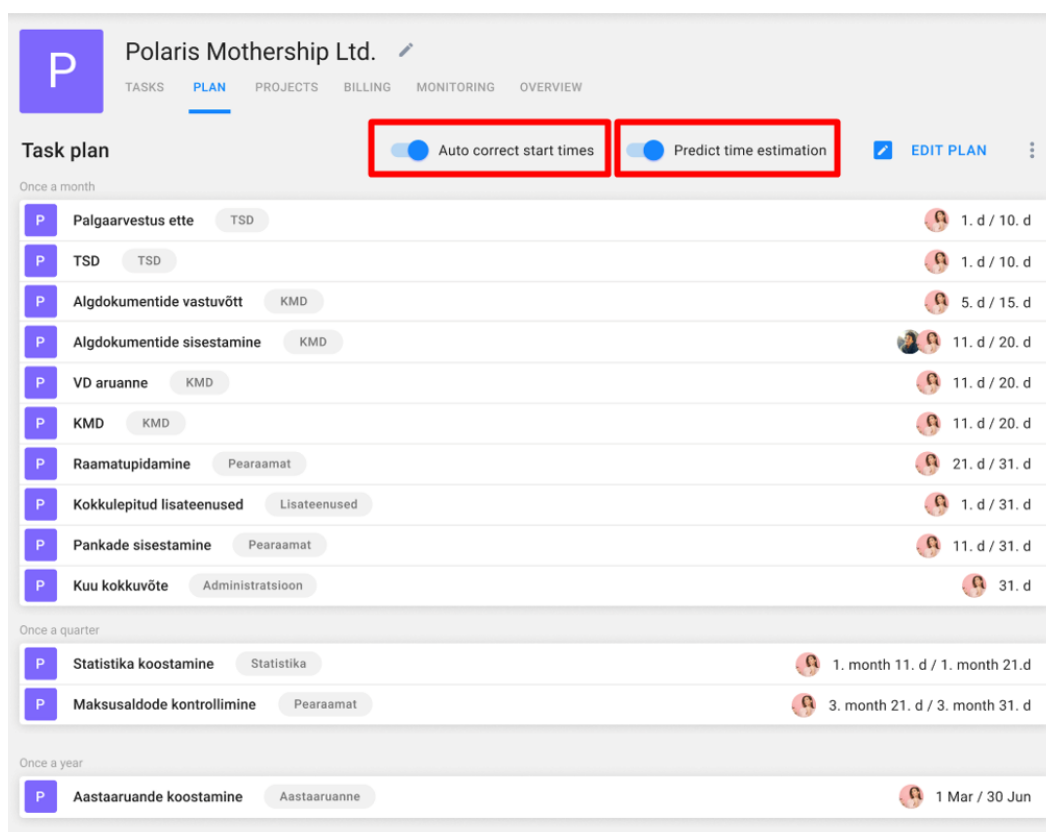 P
Polaris Mothership Ltd.
TASKS PLAN PROJECTS BILLING MONITORING OVERVIEW
Task plan Auto correct start times Predict time estimation EDIT PLAN
Once a month
P Palgaarvestus ette TSD 1. d / 10. d
P TSD TSD 1. d / 10. d
P Algdokumentide vastuvõtt KMD 5. d / 15. d
P Algdokumentide sisestamine KMD 11. d / 20. d
P VD aruanne KMD 11. d / 20. d
P KMD KMD 11. d / 20. d
P Raamatupidamine Pearaamat 21. d / 31. d
P Kokkulepitud lisateenused Lisateenused 1. d / 31. d
P Pankade sisestamine Pearaamat 11. d / 31. d
P Kuu kokkuvõte Administratsioon 31. d
Once a quarter
P Statistika koostamine Statistika 1. month 11. d / 1. month 21.d
P Maksusaldode kontrollimine Pearaamat 3. month 21. d / 3. month 31. d
Once a year
P Aastaaruande koostamine Aastaaruanne 1 Mar / 30 Jun